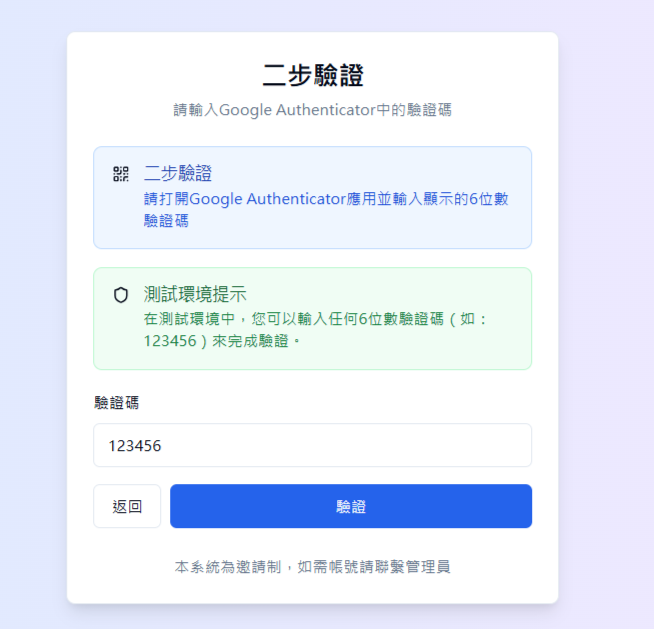 二步驗證
請輸入Google Authenticator中的驗證碼
二步驗證
請打開Google Authenticator應用並輸入顯示的6位數
驗證碼
測試環境提示
在測試環境中，您可以輸入任何6位數驗證碼（如：
123456）來完成驗證。
驗證碼
123456
返回
驗證
本系統為邀請制，如需帳號請聯繫管理員